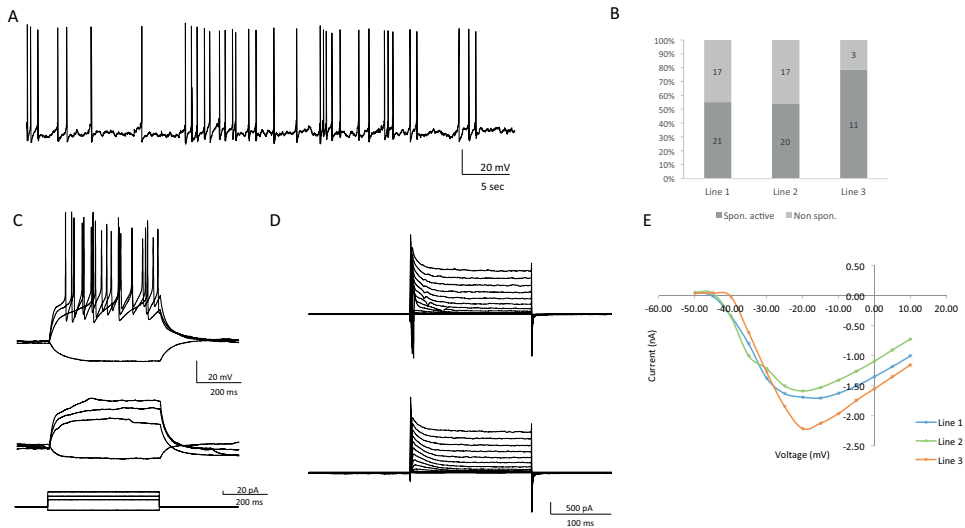 A
20 mV
5 sec
B
100%
90%
80%
70%
60%
50%
40%
30%
20%
10%
0%
17
17
3
21
20
11
Line 1
Line 2
Line 3
Spon. active
Non spon.
C
20 mV
200 ms
20 pA
200 ms
D
500 pA
100 ms
E
0.50
0.00
-0.50
-1.00
-1.50
-2.00
-2.50
-60.00
-50.00
-40.00
-30.00
-20.00
-10.00
0.00
10.00
20.00
Current (nA)
Voltage (mV)
Line 1
Line 2
Line 3